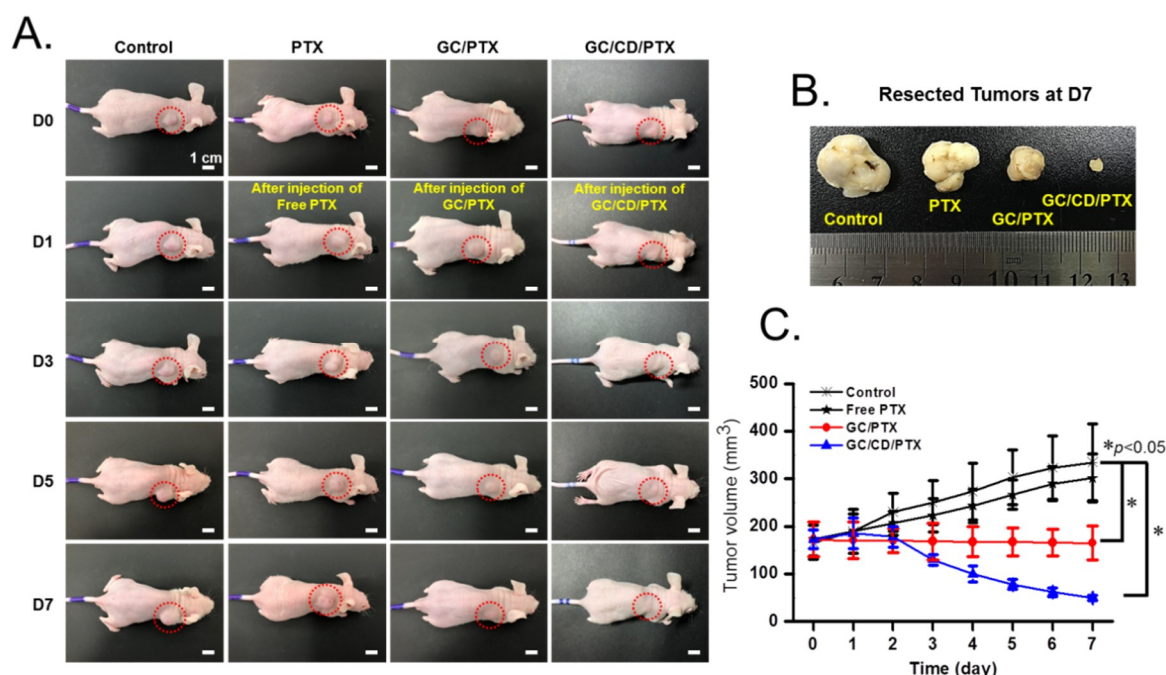 A.
Control PTX GC/PTX GC/CD/PTX
D0
1 cm
After injection of
Free PTX
After injection of
GC/PTX
After injection of
GC/CD/PTX
D1
D3
D5
D7
B.
Resected Tumors at D7
Control
PTX
GC/PTX
GC/CD/PTX
mm
6 7 8 9 10 11 12 13
C.
Tumor volume (mm³)
500
400
300
200
100
0
Control
Free PTX
GC/PTX
GC/CD/PTX
*p<0.05
*
*
0 1 2 3 4 5 6 7
Time (day)